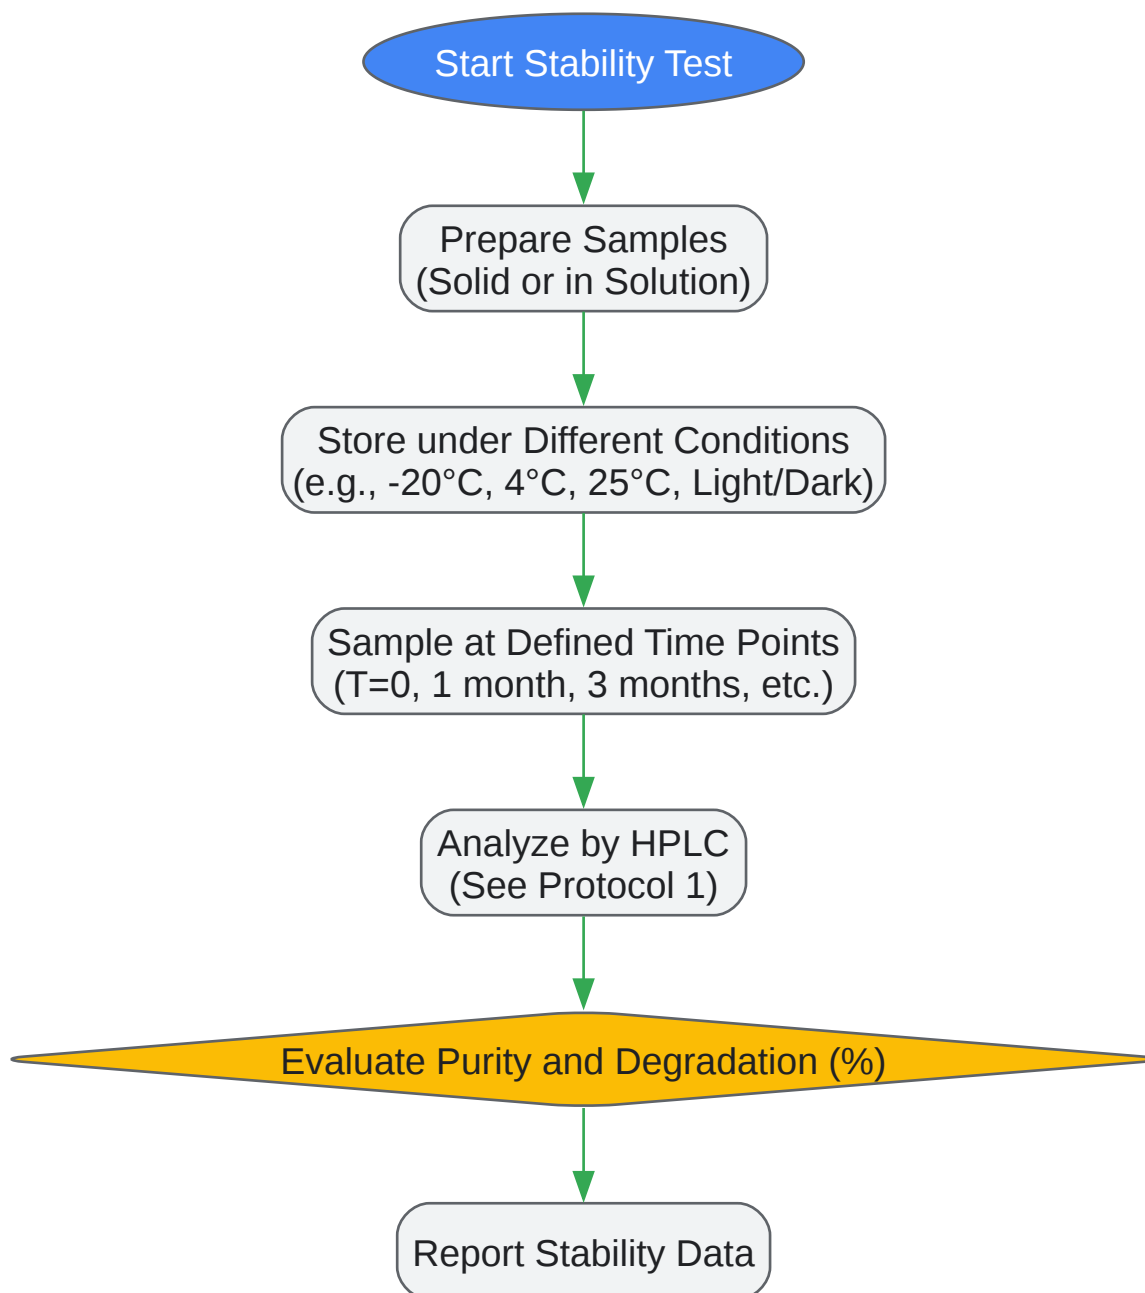 Start Stability Test
Prepare Samples
(Solid or in Solution)
Store under Different Conditions
(e.g., -20°C, 4°C, 25°C, Light/Dark)
Sample at Defined Time Points
(T=0, 1 month, 3 months, etc.)
Analyze by HPLC
(See Protocol 1)
Evaluate Purity and Degradation (%)
Report Stability Data